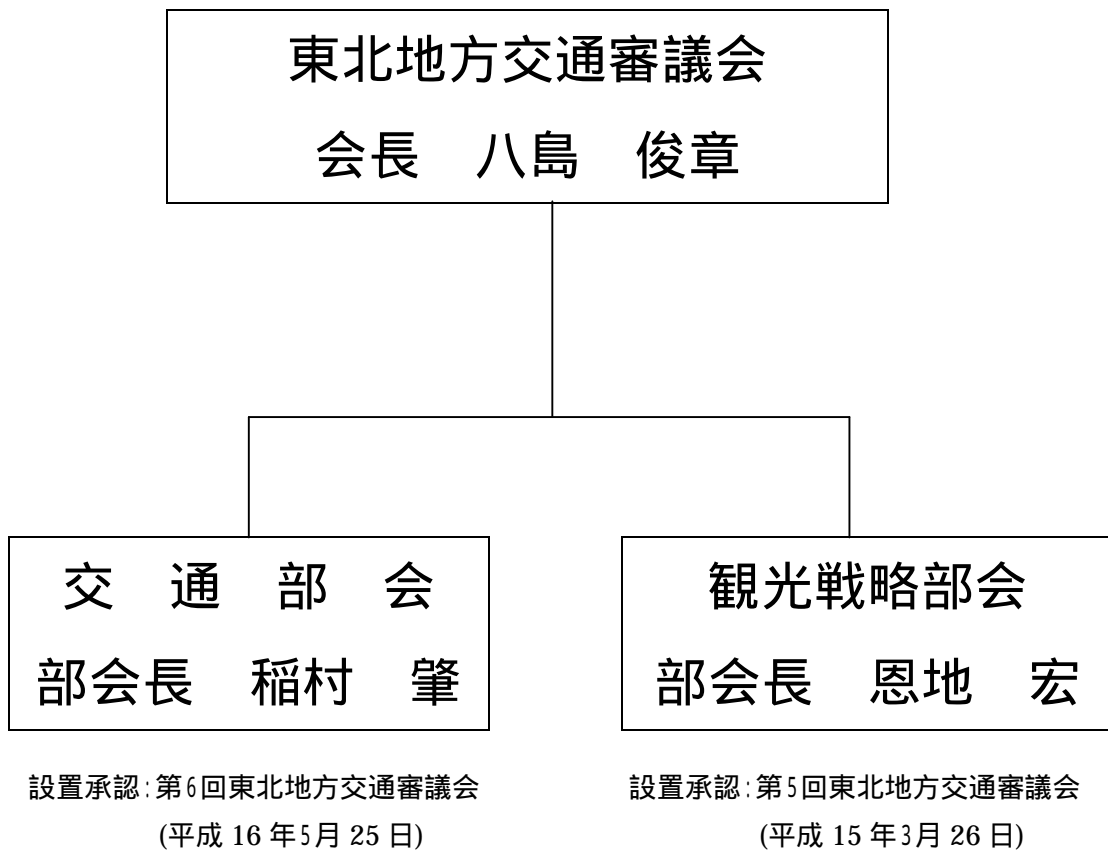 東北地方交通審議会
会長　八島　俊章
交　通　部　会
部会長　稲村　肇
設置承認:第6回東北地方交通審議会
(平成 16 年5月 25 日)
観光戦略部会
部会長　恩地　宏
設置承認:第5回東北地方交通審議会
(平成 15 年3月 26 日)